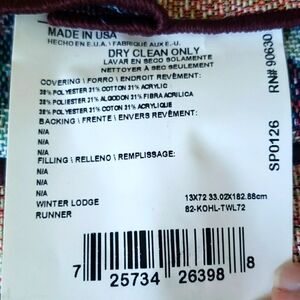 MADE IN USA
HECHO EN E.U.A. \ FABRIQUÉ AUX E.-U.
DRY CLEAN ONLY
LAVAR EN SECO SOLAMENTE
NETTOYER À SEC SEULEMENT
COVERING \ FORRO \ ENDROIT REVÊMENT:
38% POLYESTER 31% COTTON 31% ACRYLIC
38% POLYESTER 31% ALGODON 31% FIBRA ACRILICA
38% POLYESTER 31% COTON 31% ACRYLIQUE
BACKING \ FRENTE \ ENVERS REVÊMENT:
N/A
N/A
N/A
FILLING \ RELLENO \ REMPLISSAGE:
N/A
N/A
N/A
WINTER LODGE
RUNNER
13X72 33.02X182.88cm
82-KOHL-TWL72
7 25734 26398 8
SP0126
RN# 90630